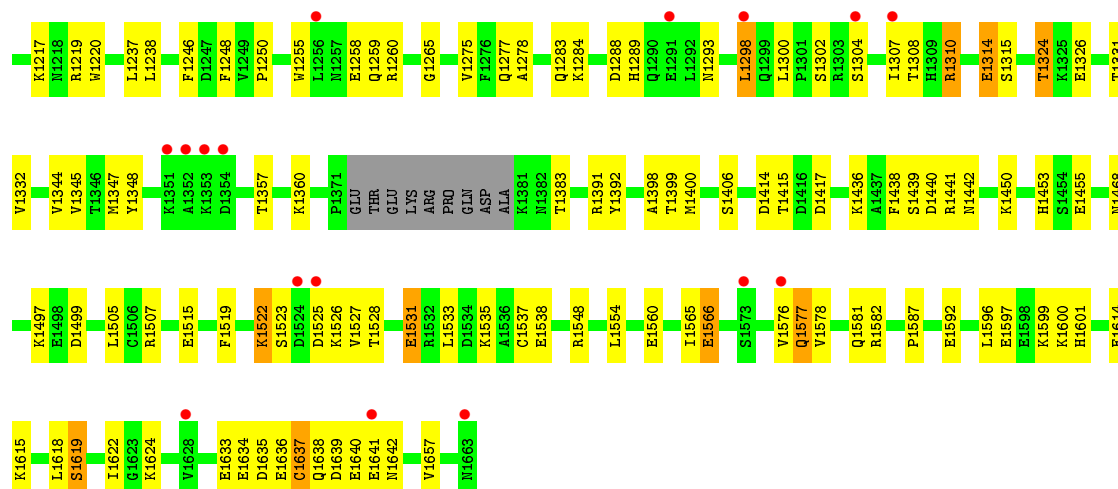 K1217 N1218 R1219 W1220 L1237 L1238 F1246 D1247 F1248 V1249 P1250 W1255 L1256 N1257 E1258 Q1259 R1260 G1265 V1275 F1276 Q1277 A1278 Q1283 K1284 D1288 H1289 Q1290 E1291 L1292 N1293 L1298 Q1299 L1300 P1301 S1302 R1303 S1304 I1307 T1308 H1309 R1310 E1314 S1315 T1324 K1325 E1326 T1331
V1332 V1344 V1345 T1346 M1347 Y1348 K1351 A1352 K1353 D1354 T1357 K1360 P1371 GLU THR GLU LYS ARG PRO GLN ASP ALA K1381 N1382 T1383 R1391 Y1392 A1398 T1399 M1400 S1406 D1414 T1415 D1416 D1417 K1436 A1437 F1438 S1439 D1440 R1441 N1442 K1450 H1453 S1454 E1455 N1468
K1497 E1498 D1499 L1505 C1506 R1507 E1515 F1519 K1522 S1523 D1524 D1525 K1526 V1527 T1528 E1531 R1532 L1533 D1534 K1535 A1536 C1537 E1538 R1548 L1554 E1560 I1565 E1566 S1573 V1576 Q1577 V1578 Q1581 R1582 P1587 E1592 L1596 E1597 E1598 K1599 K1600 H1601
K1615 L1618 S1619 I1622 G1623 K1624 V1628 E1633 E1634 D1635 E1636 C1637 Q1638 D1639 E1640 E1641 N1642 V1657 N1663